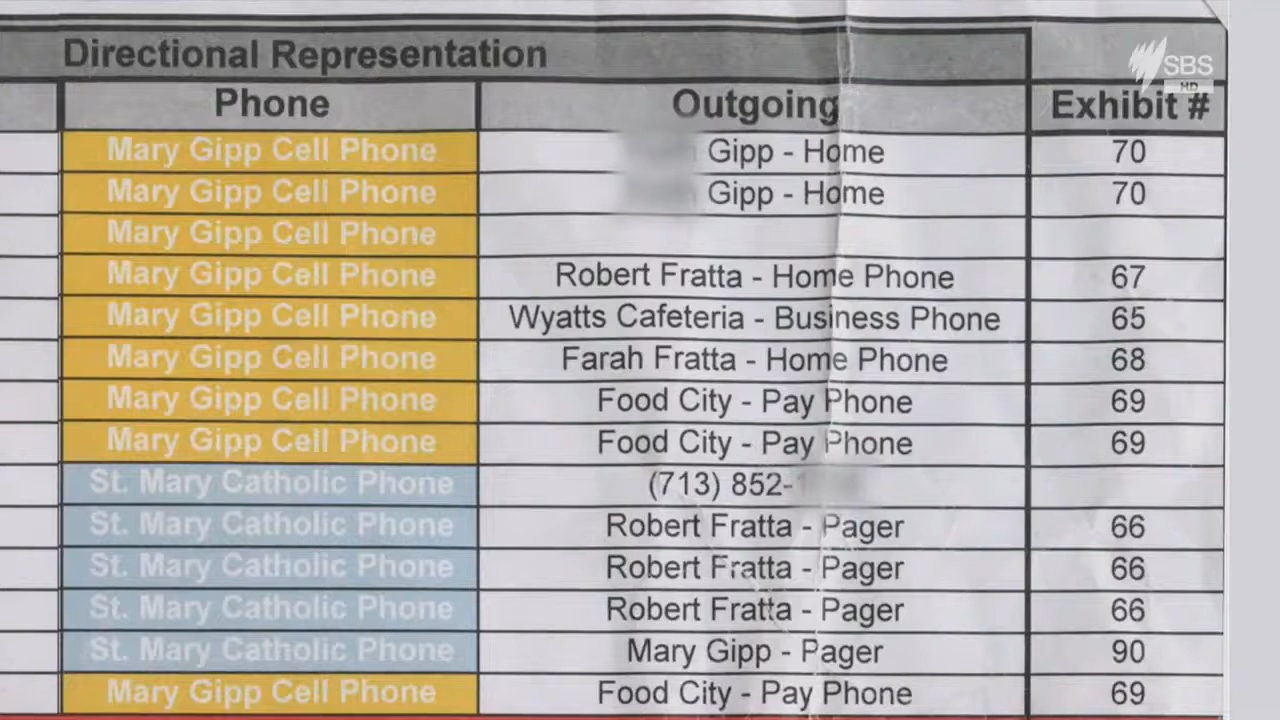 Directional Representation
SBS
HD
Phone Outgoing Exhibit #
Mary Gipp Cell Phone Gipp - Home 70
Mary Gipp Cell Phone Gipp - Home 70
Mary Gipp Cell Phone
Mary Gipp Cell Phone Robert Fratta - Home Phone 67
Mary Gipp Cell Phone Wyatts Cafeteria - Business Phone 65
Mary Gipp Cell Phone Farah Fratta - Home Phone 68
Mary Gipp Cell Phone Food City - Pay Phone 69
Mary Gipp Cell Phone Food City - Pay Phone 69
St. Mary Catholic Phone (713) 852-
St. Mary Catholic Phone Robert Fratta - Pager 66
St. Mary Catholic Phone Robert Fratta - Pager 66
St. Mary Catholic Phone Robert Fratta - Pager 66
St. Mary Catholic Phone Mary Gipp - Pager 90
Mary Gipp Cell Phone Food City - Pay Phone 69